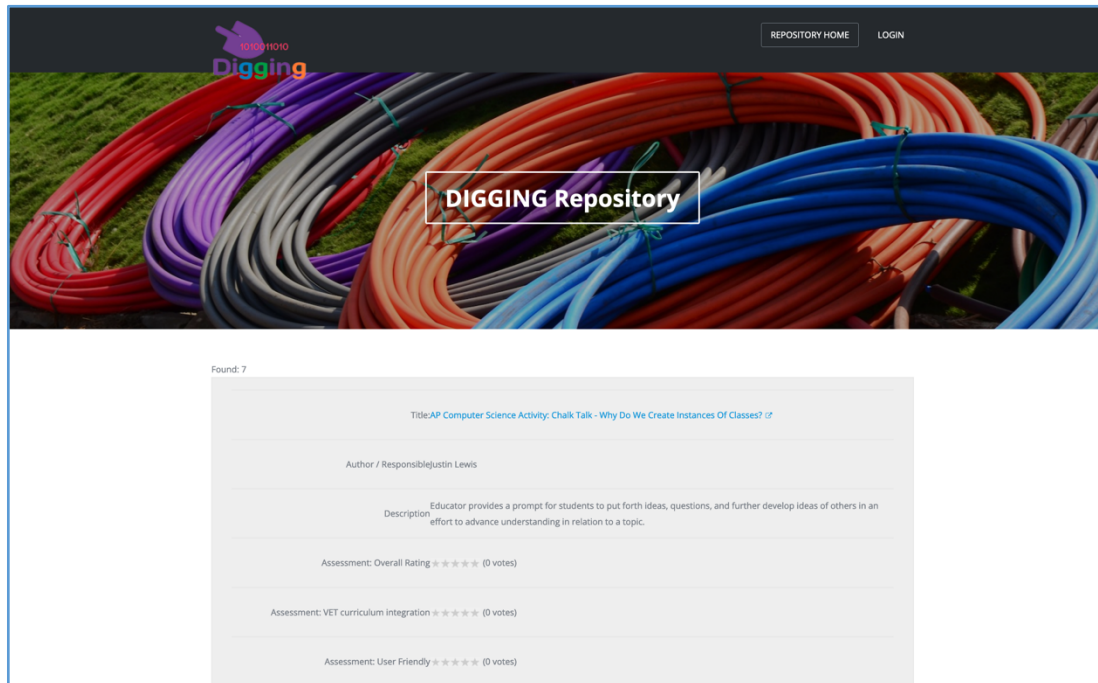 REPOSITORY HOME LOGIN
1010011010
Digging
DIGGING Repository
Found: 7
Title:AP Computer Science Activity: Chalk Talk - Why Do We Create Instances Of Classes?
Author / ResponsibleJustin Lewis
Description Educator provides a prompt for students to put forth ideas, questions, and further develop ideas of others in an
effort to advance understanding in relation to a topic.
Assessment: Overall Rating ★★★★★ (0 votes)
Assessment: VET curriculum integration ★★★★★ (0 votes)
Assessment: User Friendly ★★★★★ (0 votes)